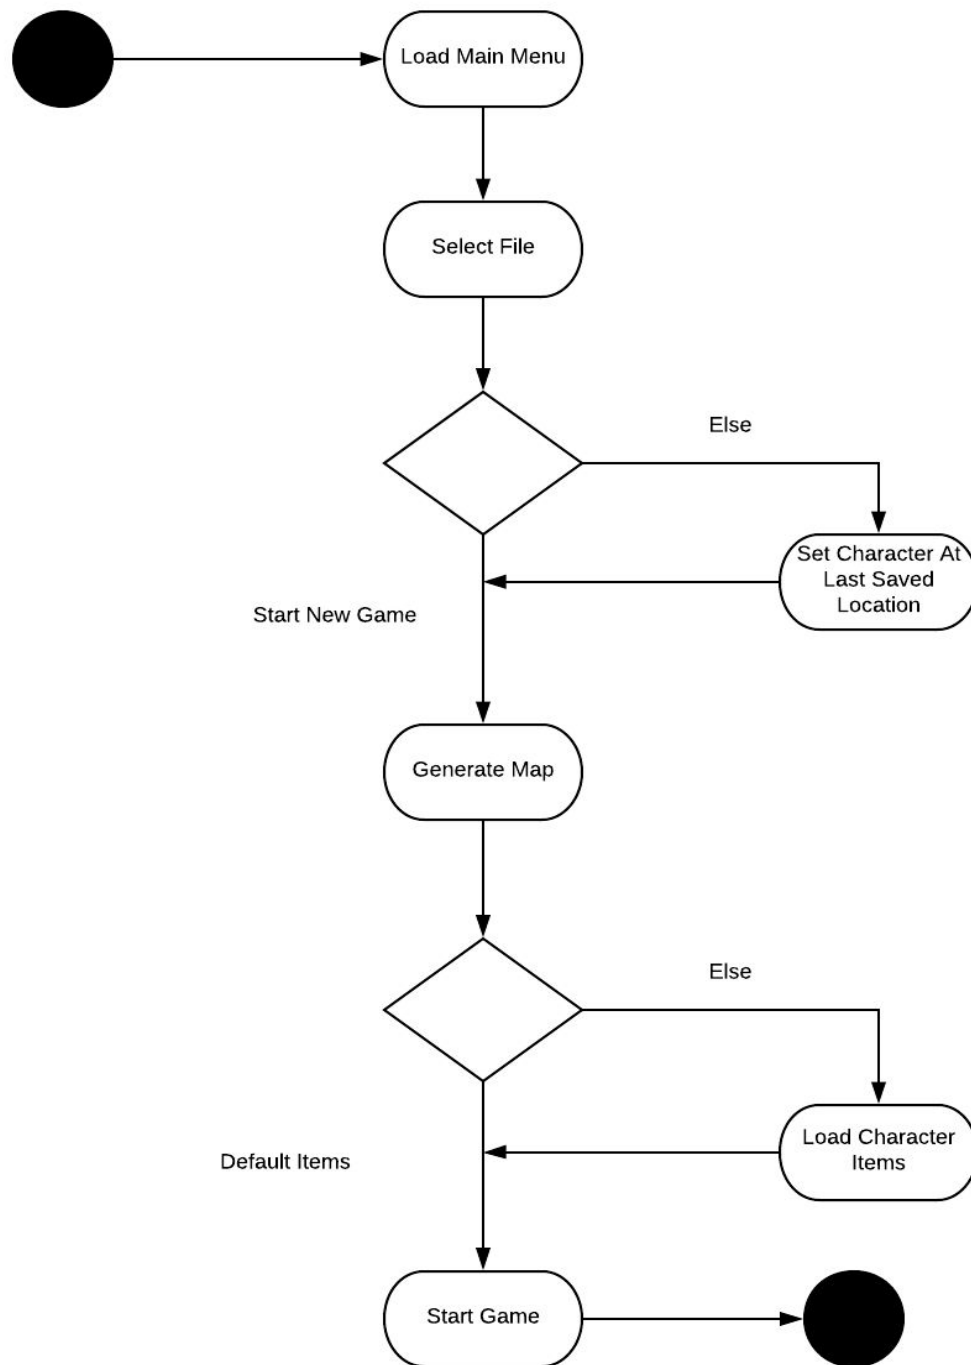 Load Main Menu
Select File
Else
Set Character At
Last Saved
Location
Start New Game
Generate Map
Else
Load Character
Items
Default Items
Start Game